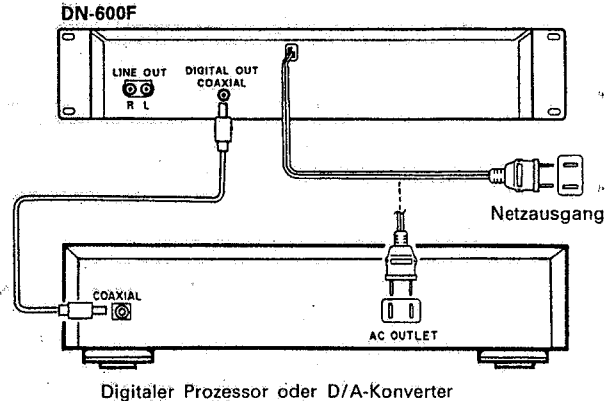 DN-600F
LINE OUT
R L
DIGITAL OUT
COAXIAL
Netzausgang
COAXIAL
AC OUTLET
Digitaler Prozessor oder D/A-Konverter